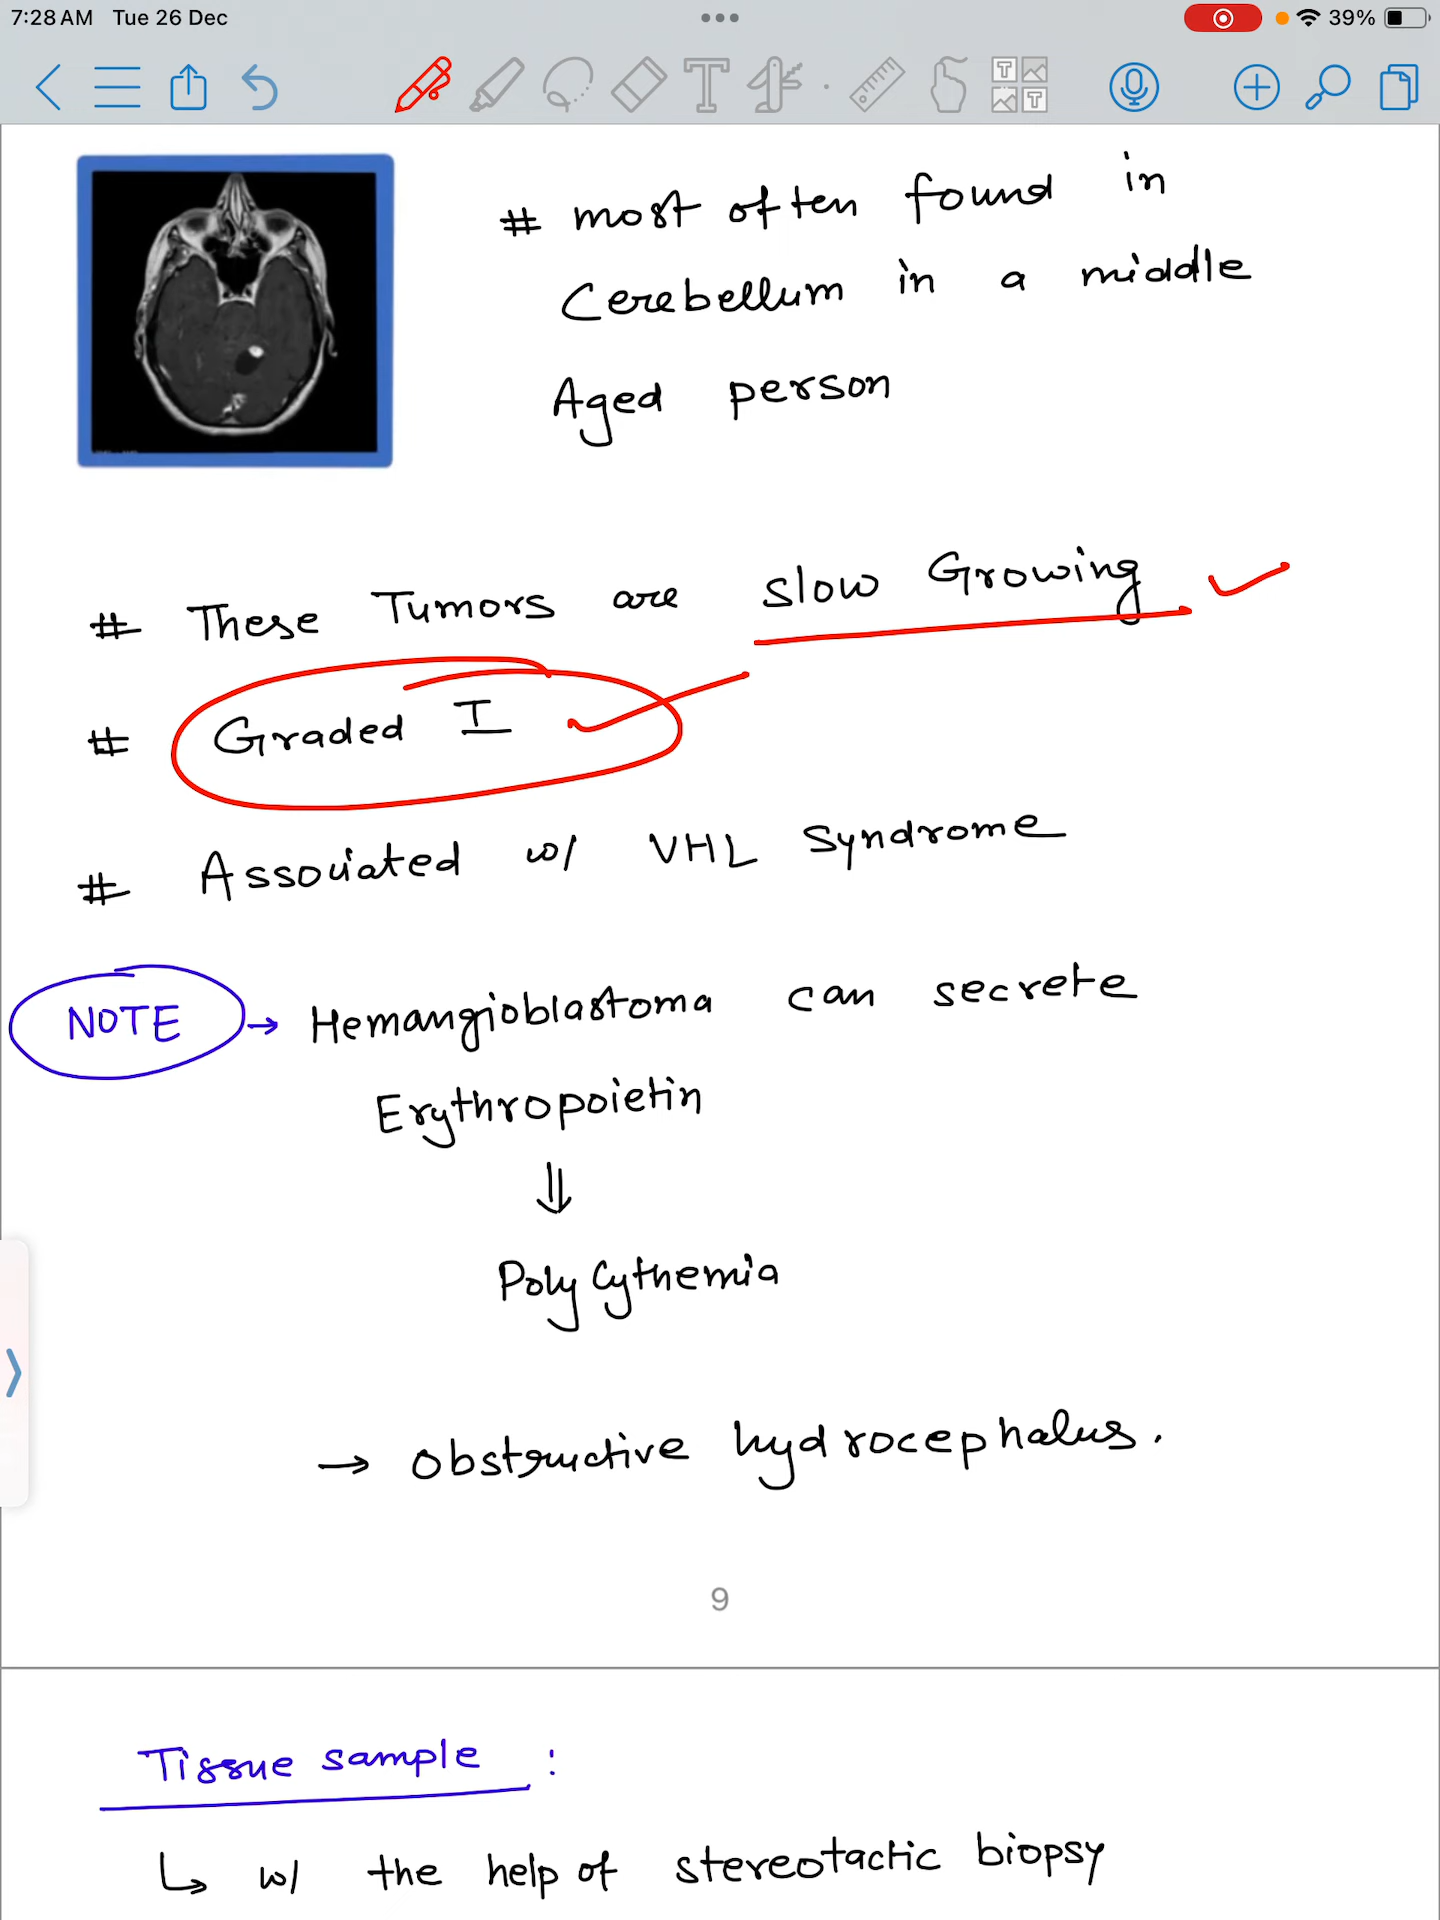 7:28 AM Tue 26 Dec
39%
# most often found in
Cerebellum in a middle
Aged person
# These Tumors are slow Growing
# Graded I
# Associated w/ VHL Syndrome
NOTE → Hemangioblastoma can secrete
Erythropoietin
⇓
Polycythemia
→ Obstructive hydrocephalus.
9
Tissue sample :
↳ w/ the help of stereotactic biopsy